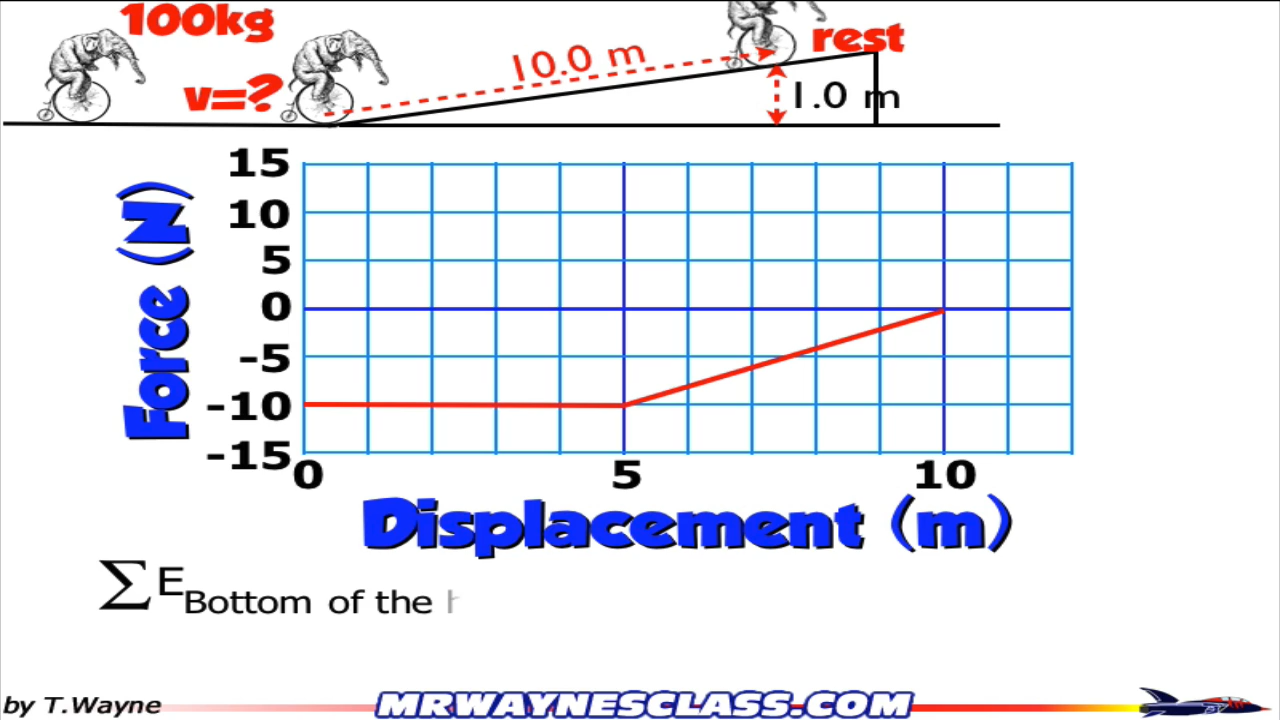 100kg
v=?
10.0 m
rest
1.0 m
15
10
5
0
-5
-10
-15
0 5 10
Force (N)
Displacement (m)
∑E Bottom of the h
by T.Wayne
MRWAYNESCLASS.COM